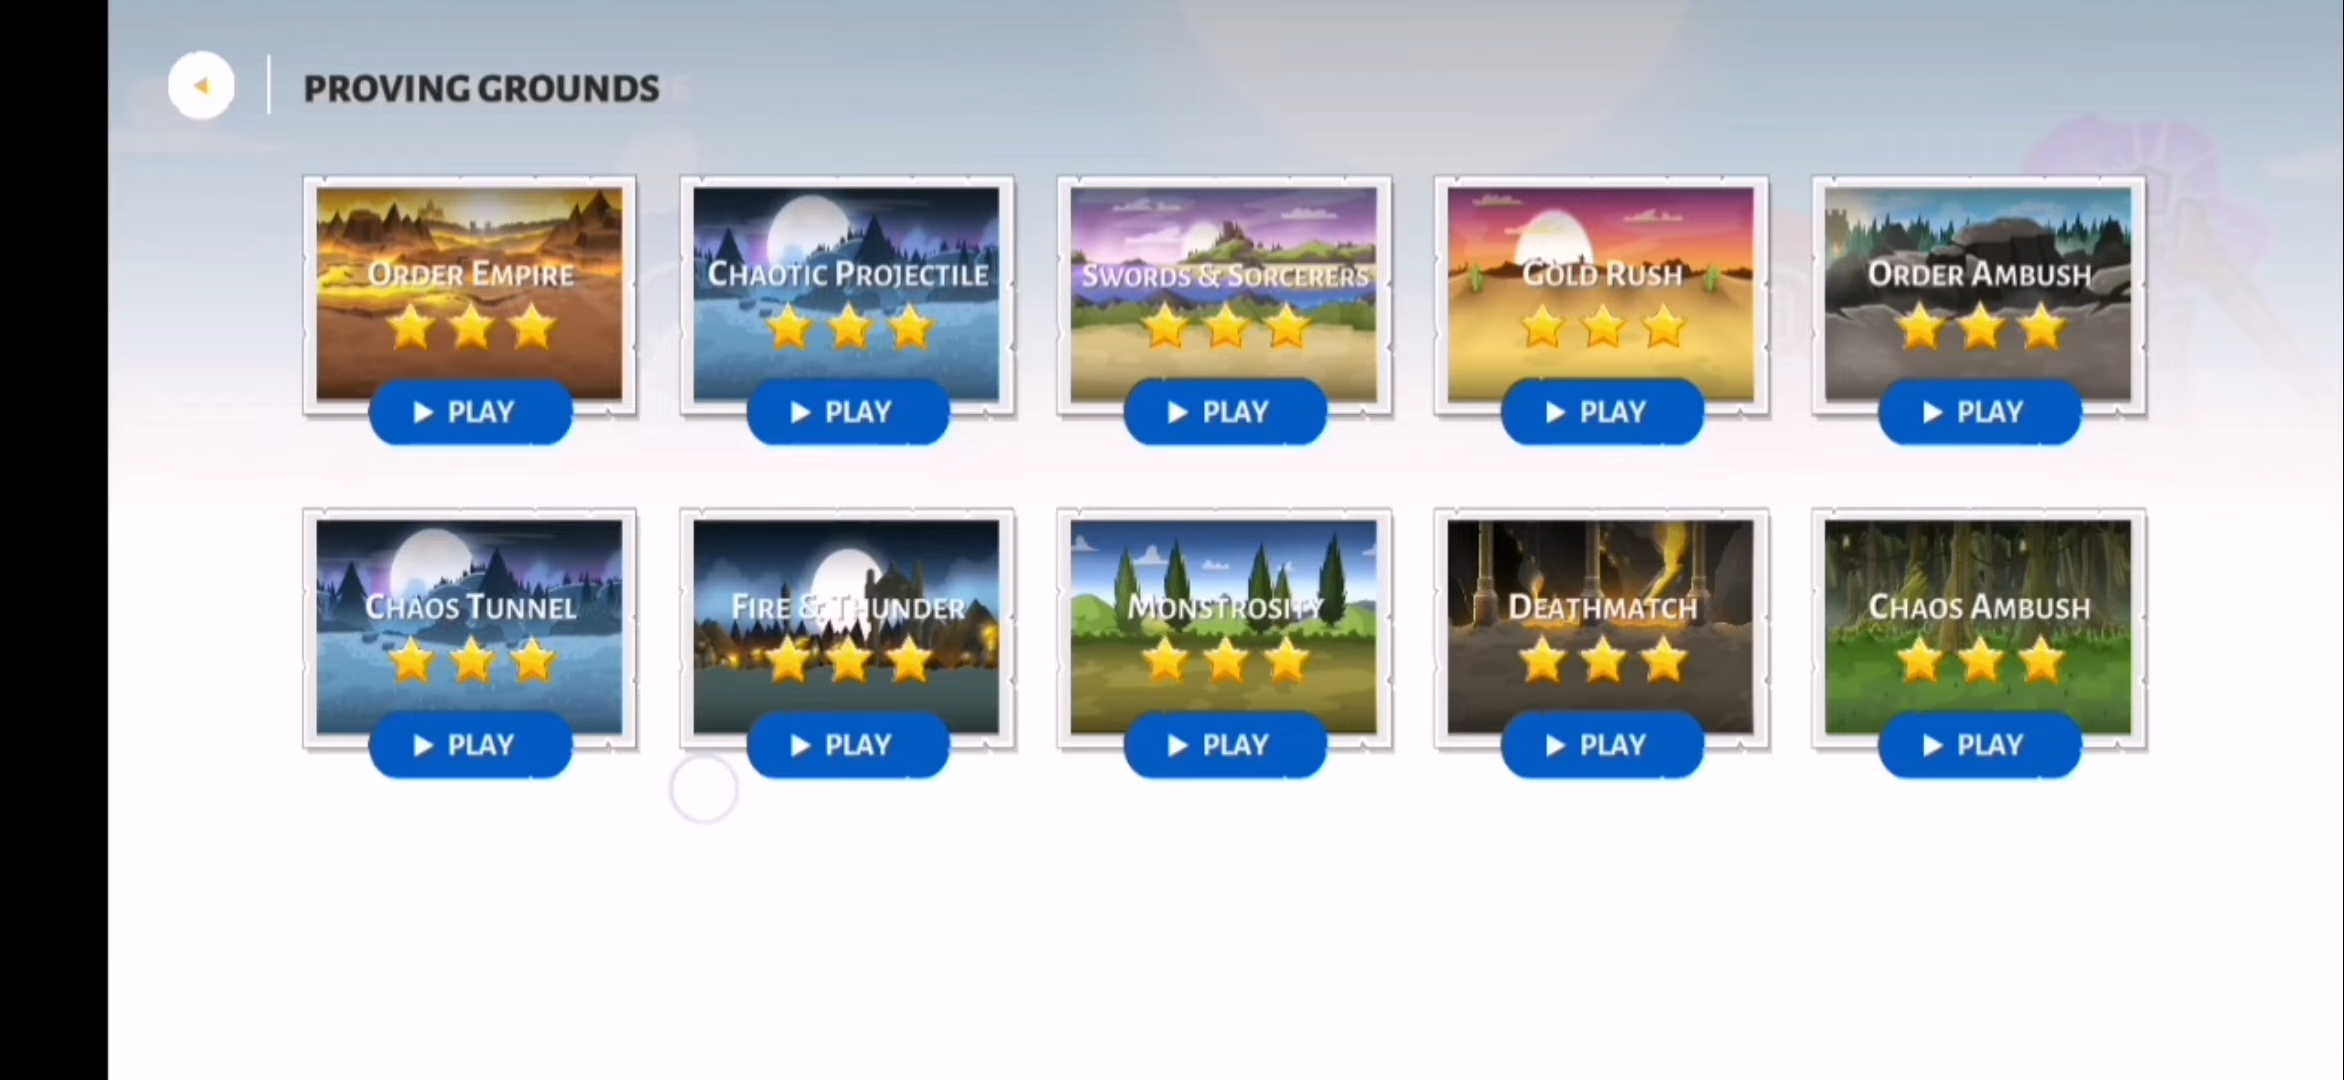 PROVING GROUNDS
ORDER EMPIRE
CHAOTIC PROJECTILE
SWORDS & SORCERERS
GOLD RUSH
ORDER AMBUSH
PLAY
PLAY
PLAY
PLAY
PLAY
CHAOS TUNNEL
FIRE & THUNDER
MONSTROSITY
DEATHMATCH
CHAOS AMBUSH
PLAY
PLAY
PLAY
PLAY
PLAY